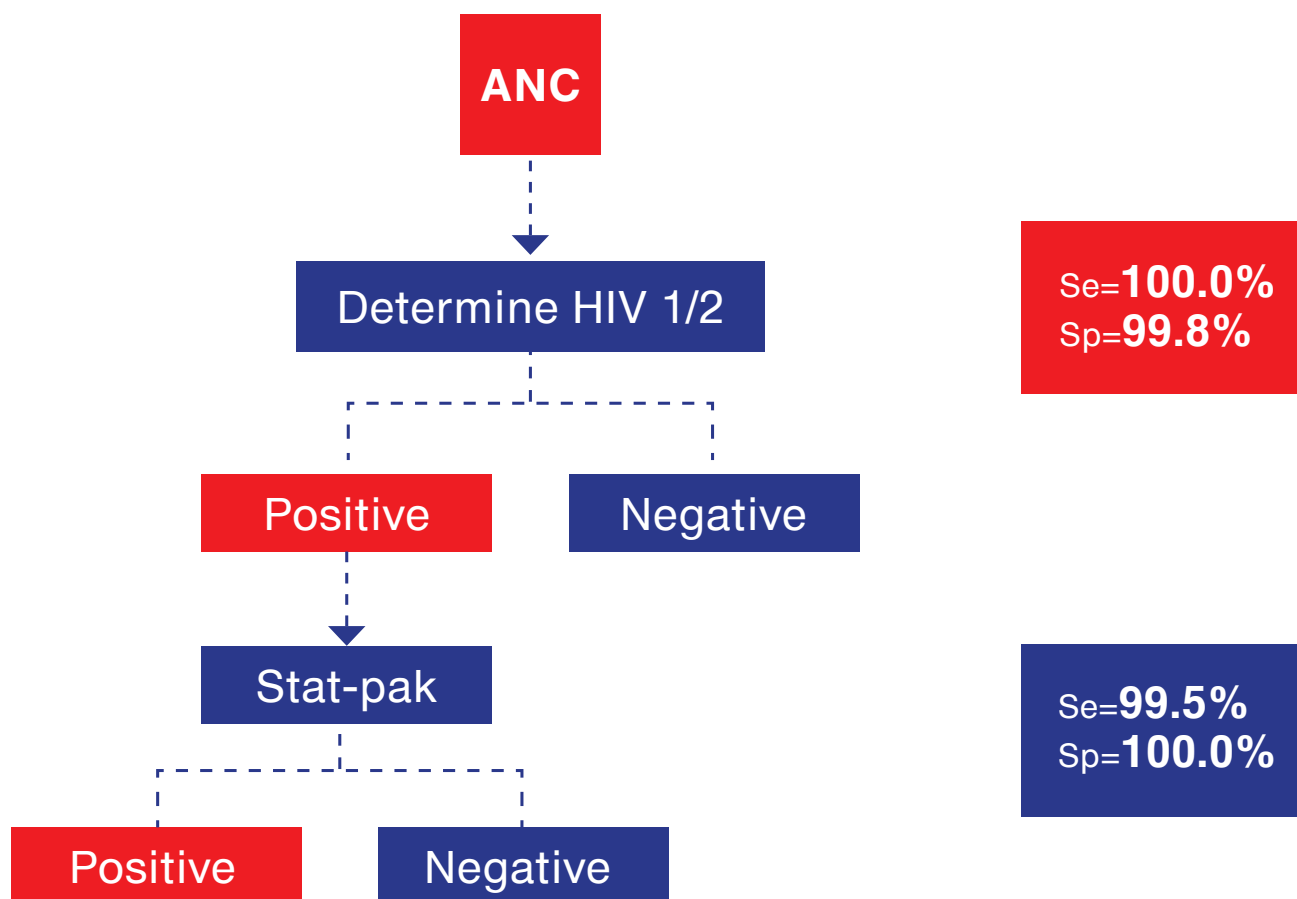 ANC
Determine HIV 1/2
Se=100.0%
Sp=99.8%
Positive
Negative
Stat-pak
Se=99.5%
Sp=100.0%
Positive
Negative